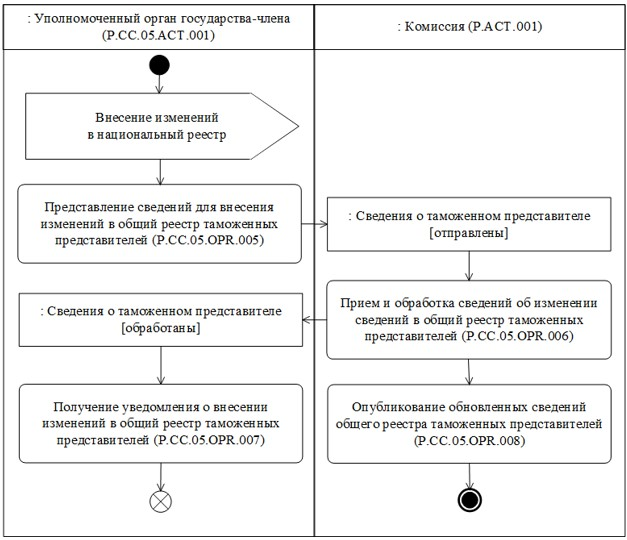 : Уполномоченный орган государства-члена
(P.CC.05.ACT.001)
: Комиссия (P.ACT.001)
Внесение изменений
в национальный реестр
Представление сведений для внесения
изменений в общий реестр таможенных
представителей (P.CC.05.OPR.005)
: Сведения о таможенном представителе
[отправлены]
Прием и обработка сведений об изменении
сведений в общий реестр таможенных
представителей (P.CC.05.OPR.006)
: Сведения о таможенном представителе
[обработаны]
Получение уведомления о внесении
изменений в общий реестр таможенных
представителей (P.CC.05.OPR.007)
Опубликование обновленных сведений
общего реестра таможенных представителей
(P.CC.05.OPR.008)